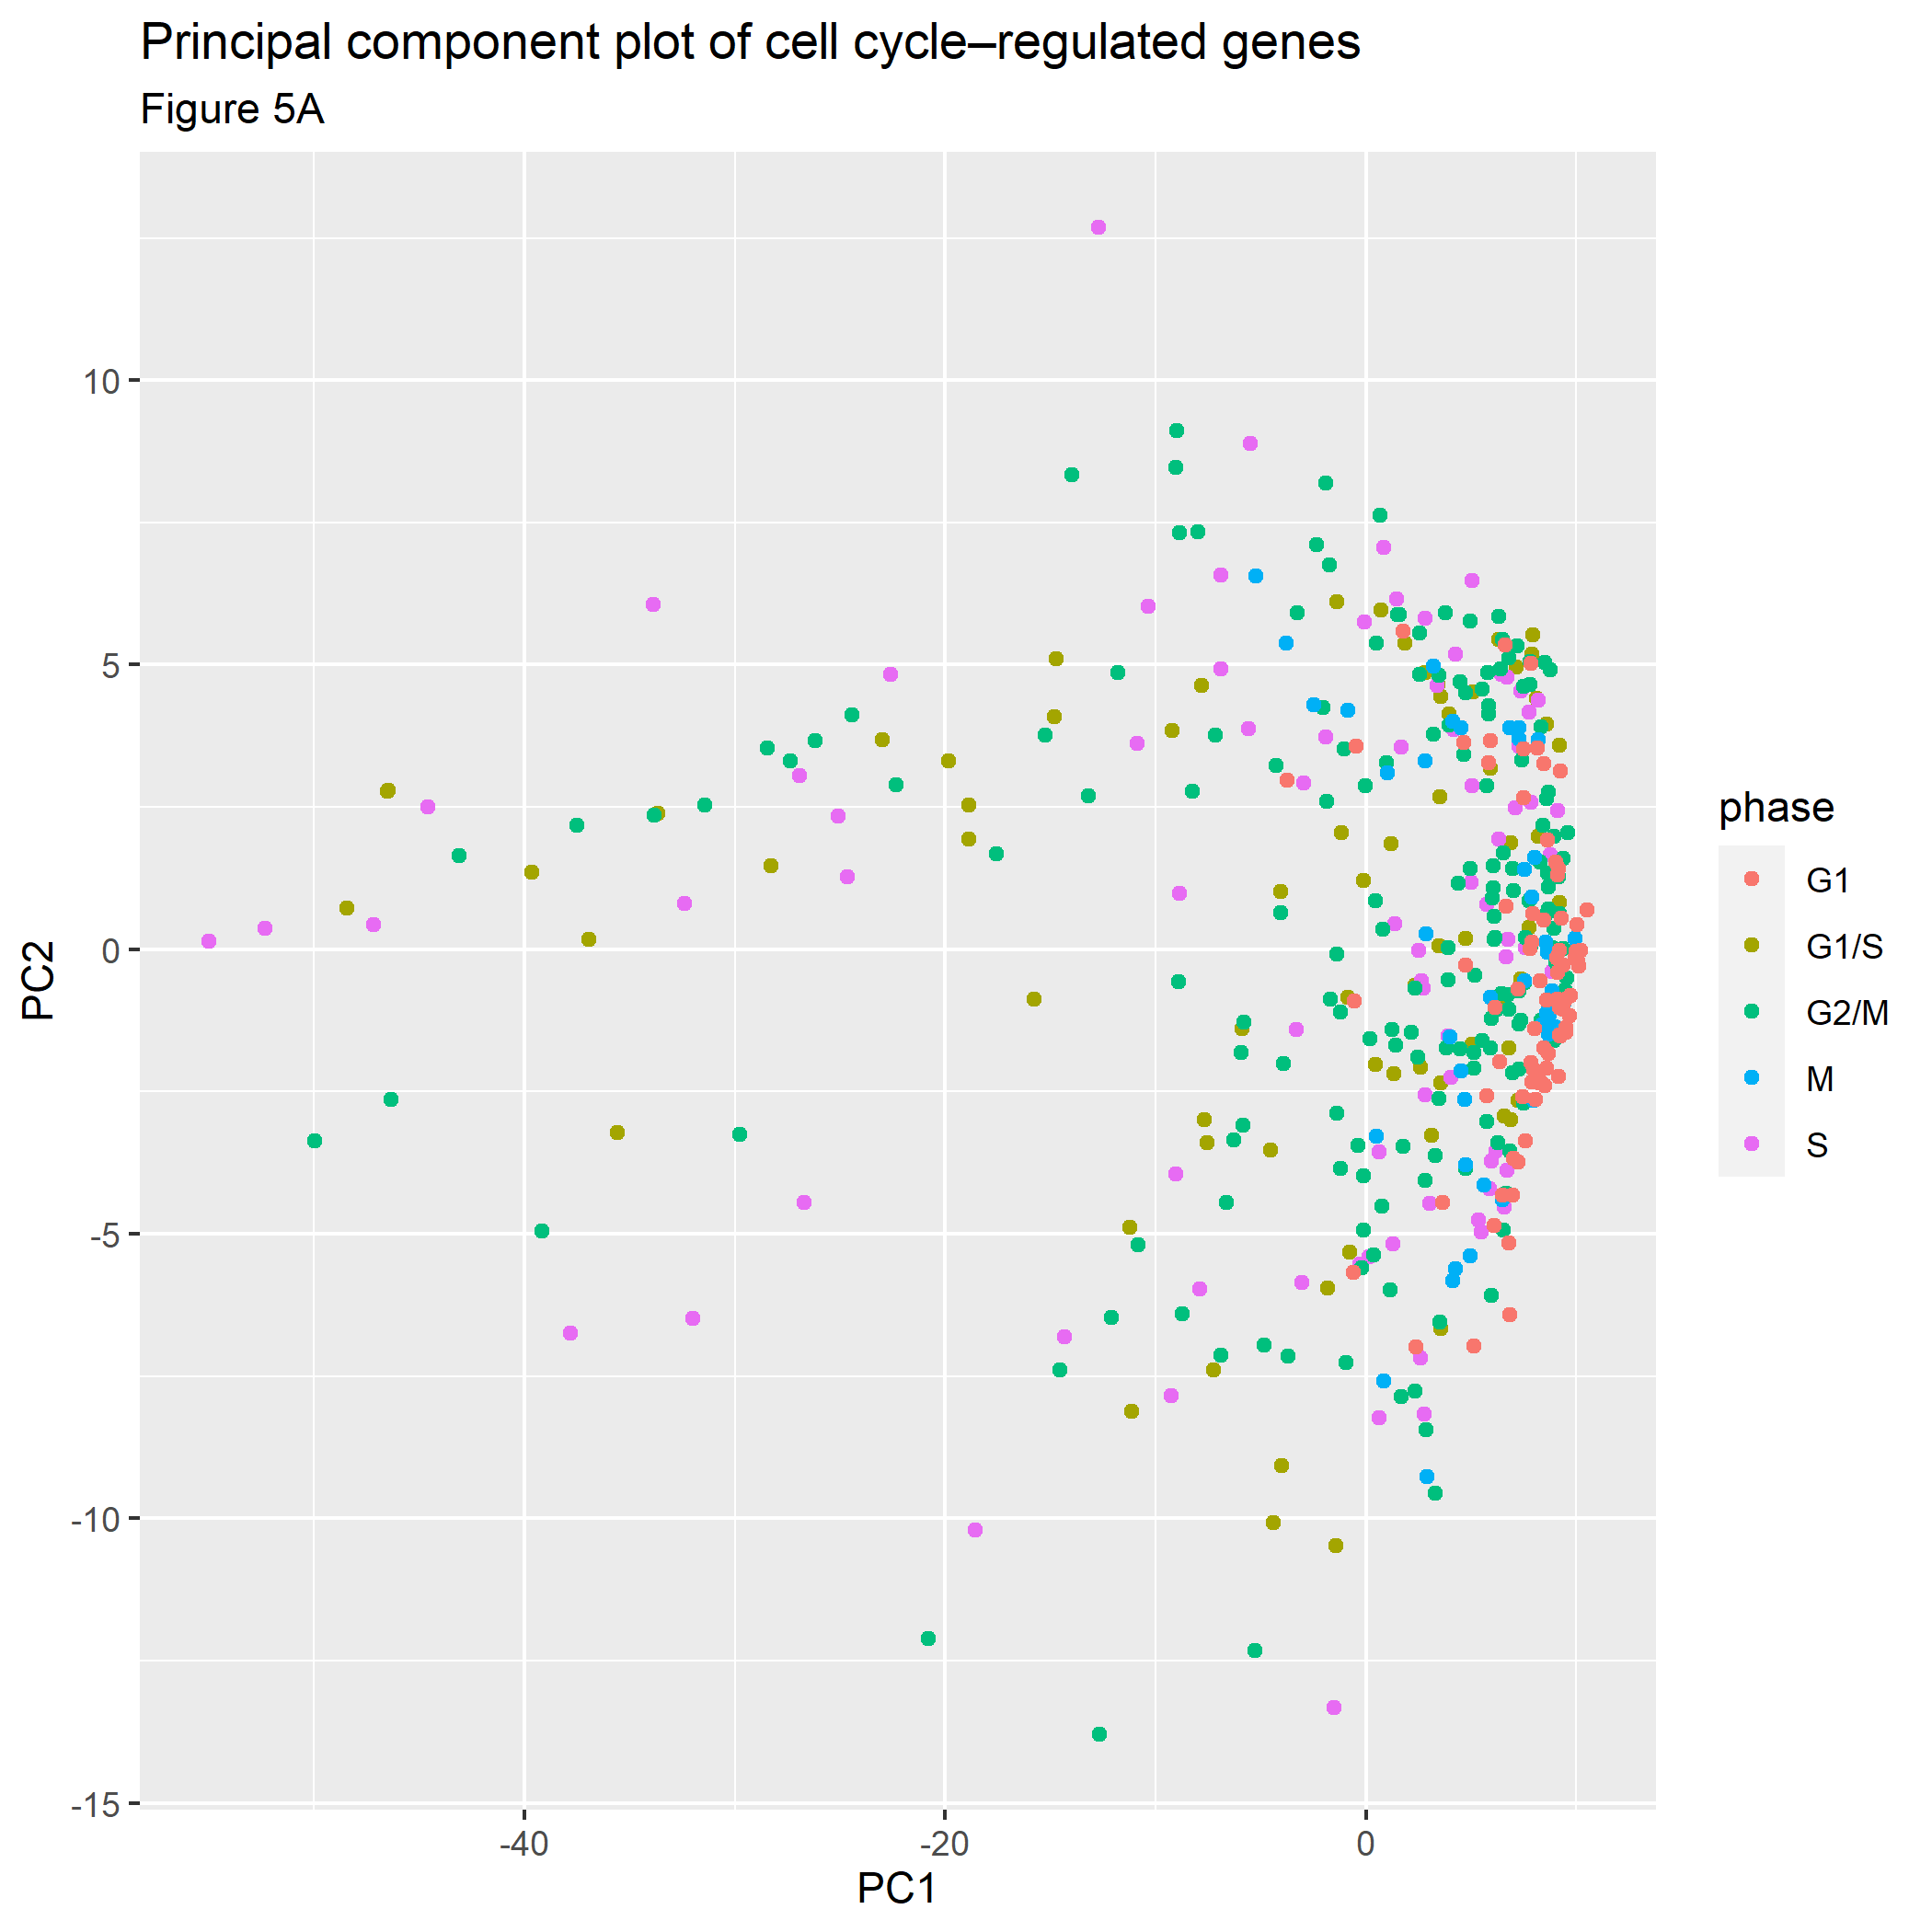 Principal component plot of cell cycle–regulated genes
Figure 5A
10
5
0
-5
-10
-15
PC2
-40
-20
0
PC1
phase
G1
G1/S
G2/M
M
S